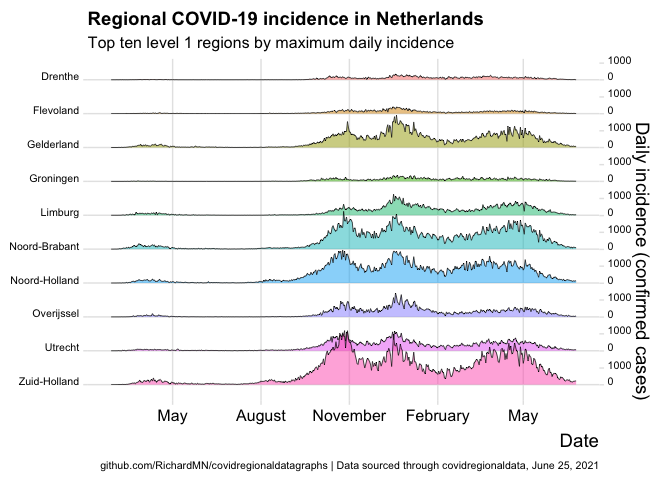 Regional COVID-19 incidence in Netherlands
Top ten level 1 regions by maximum daily incidence
Drenthe
1000
0
Flevoland
1000
0
Gelderland
1000
0
Groningen
1000
0
Limburg
1000
0
Noord-Brabant
1000
0
Noord-Holland
1000
0
Overijssel
1000
0
Utrecht
1000
0
Zuid-Holland
1000
0
Daily incidence (confirmed cases)
May August November February May
Date
github.com/RichardMN/covidregionaldatagraphs | Data sourced through covidregionaldata, June 25, 2021